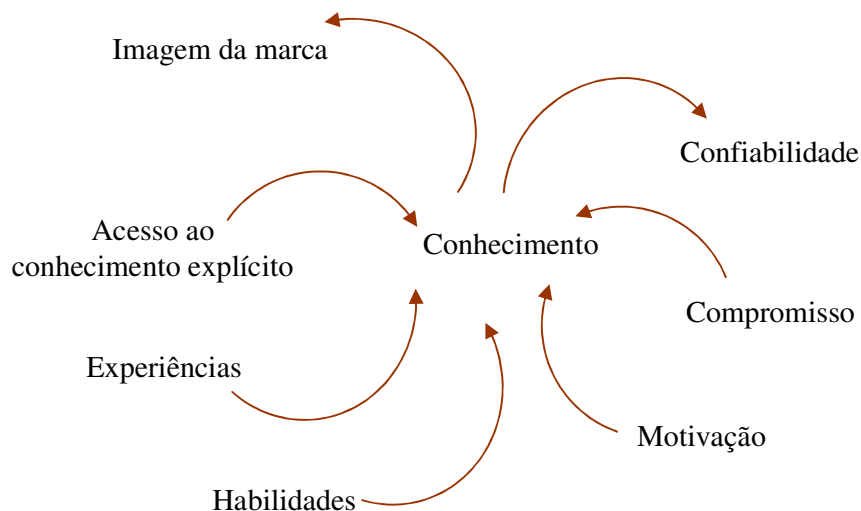 Imagem da marca
Confiabilidade
Acesso ao
conhecimento explícito
Conhecimento
Compromisso
Experiências
Motivação
Habilidades